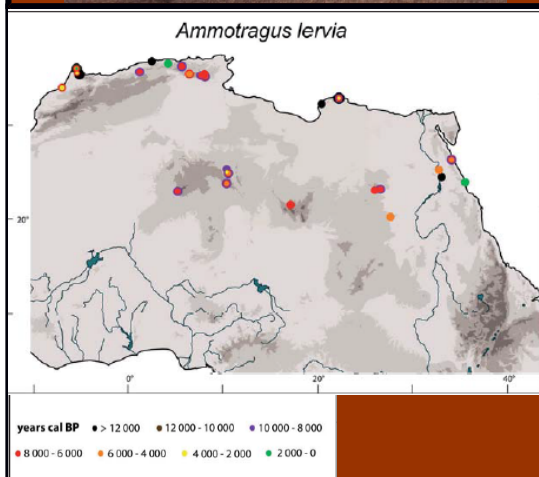 Ammotragus lervia
20°
0°
20°
40°
years cal BP
> 12 000
12 000 - 10 000
10 000 - 8 000
8 000 - 6 000
6 000 - 4 000
4 000 - 2 000
2 000 - 0